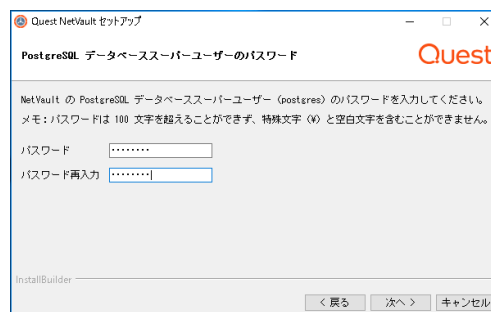 Quest NetVault セットアップ
PostgreSQL データベーススーパーユーザーのパスワード
Quest
NetVault の PostgreSQL データベーススーパーユーザー (postgres) のパスワードを入力してください。
メモ：パスワードは 100 文字を超えることができず、特殊文字 (¥) と空白文字を含むことができません。
パスワード ········
パスワード再入力 ········
InstallBuilder
< 戻る 次へ > キャンセル